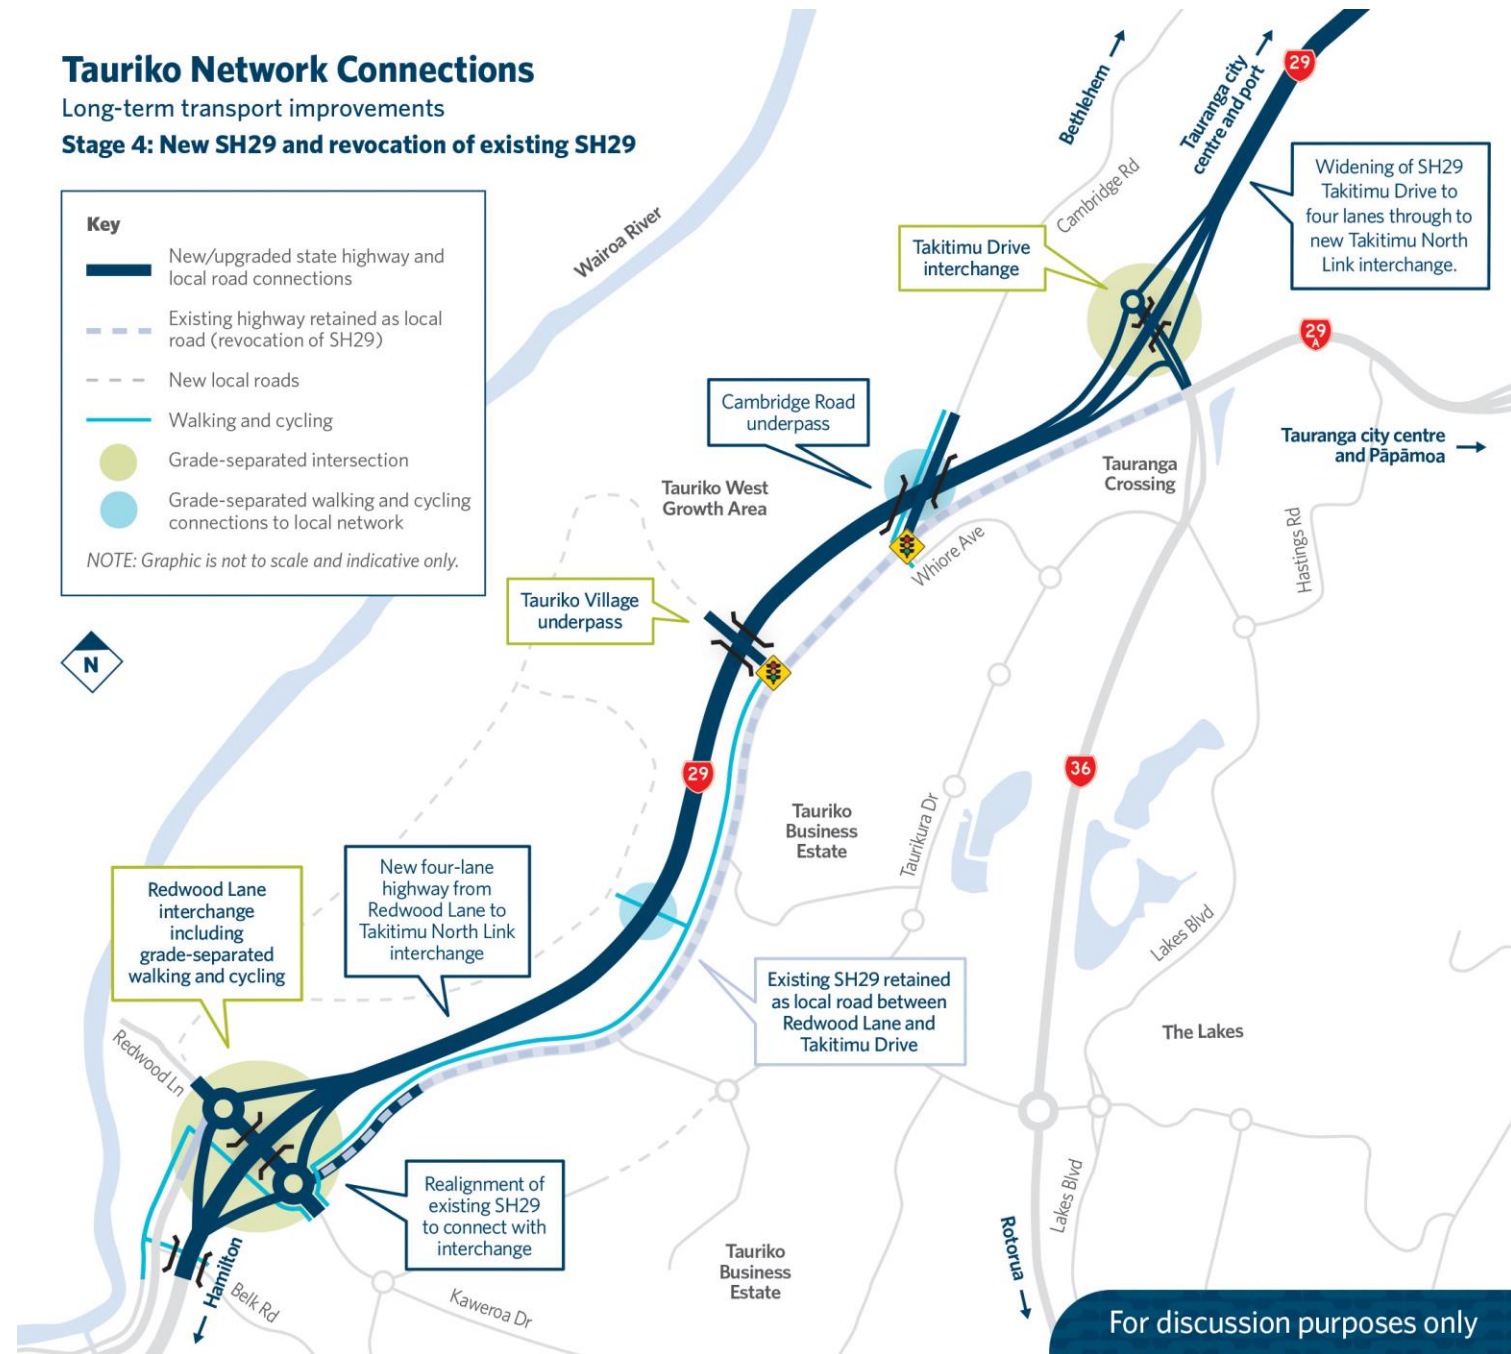 Tauriko Network Connections
Long-term transport improvements
Stage 4: New SH29 and revocation of existing SH29
Key
New/upgraded state highway and
local road connections
Existing highway retained as local
road (revocation of SH29)
New local roads
Walking and cycling
Grade-separated intersection
Grade-separated walking and cycling
connections to local network
NOTE: Graphic is not to scale and indicative only.
N
Wairoa River
Bethlehem
Tauranga city
centre and port
29
Cambridge Rd
Widening of SH29
Takitimu Drive to
four lanes through to
new Takitimu North
Link interchange.
Takitimu Drive
interchange
29
A
Cambridge Road
underpass
Tauranga city centre
and Pāpāmoa
Tauranga
Crossing
Tauriko West
Growth Area
Whiore Ave
Hastings Rd
Tauriko Village
underpass
29
36
Tauriko
Business
Estate
Taurikura Dr
Redwood Lane
interchange
including
grade-separated
walking and cycling
New four-lane
highway from
Redwood Lane to
Takitimu North Link
interchange
Lakes Blvd
Existing SH29 retained
as local road between
Redwood Lane and
Takitimu Drive
The Lakes
Redwood Ln
Realignment of
existing SH29
to connect with
interchange
Lakes Blvd
Rotorua
Hamilton
Belk Rd
Kaweroa Dr
Tauriko
Business
Estate
For discussion purposes only